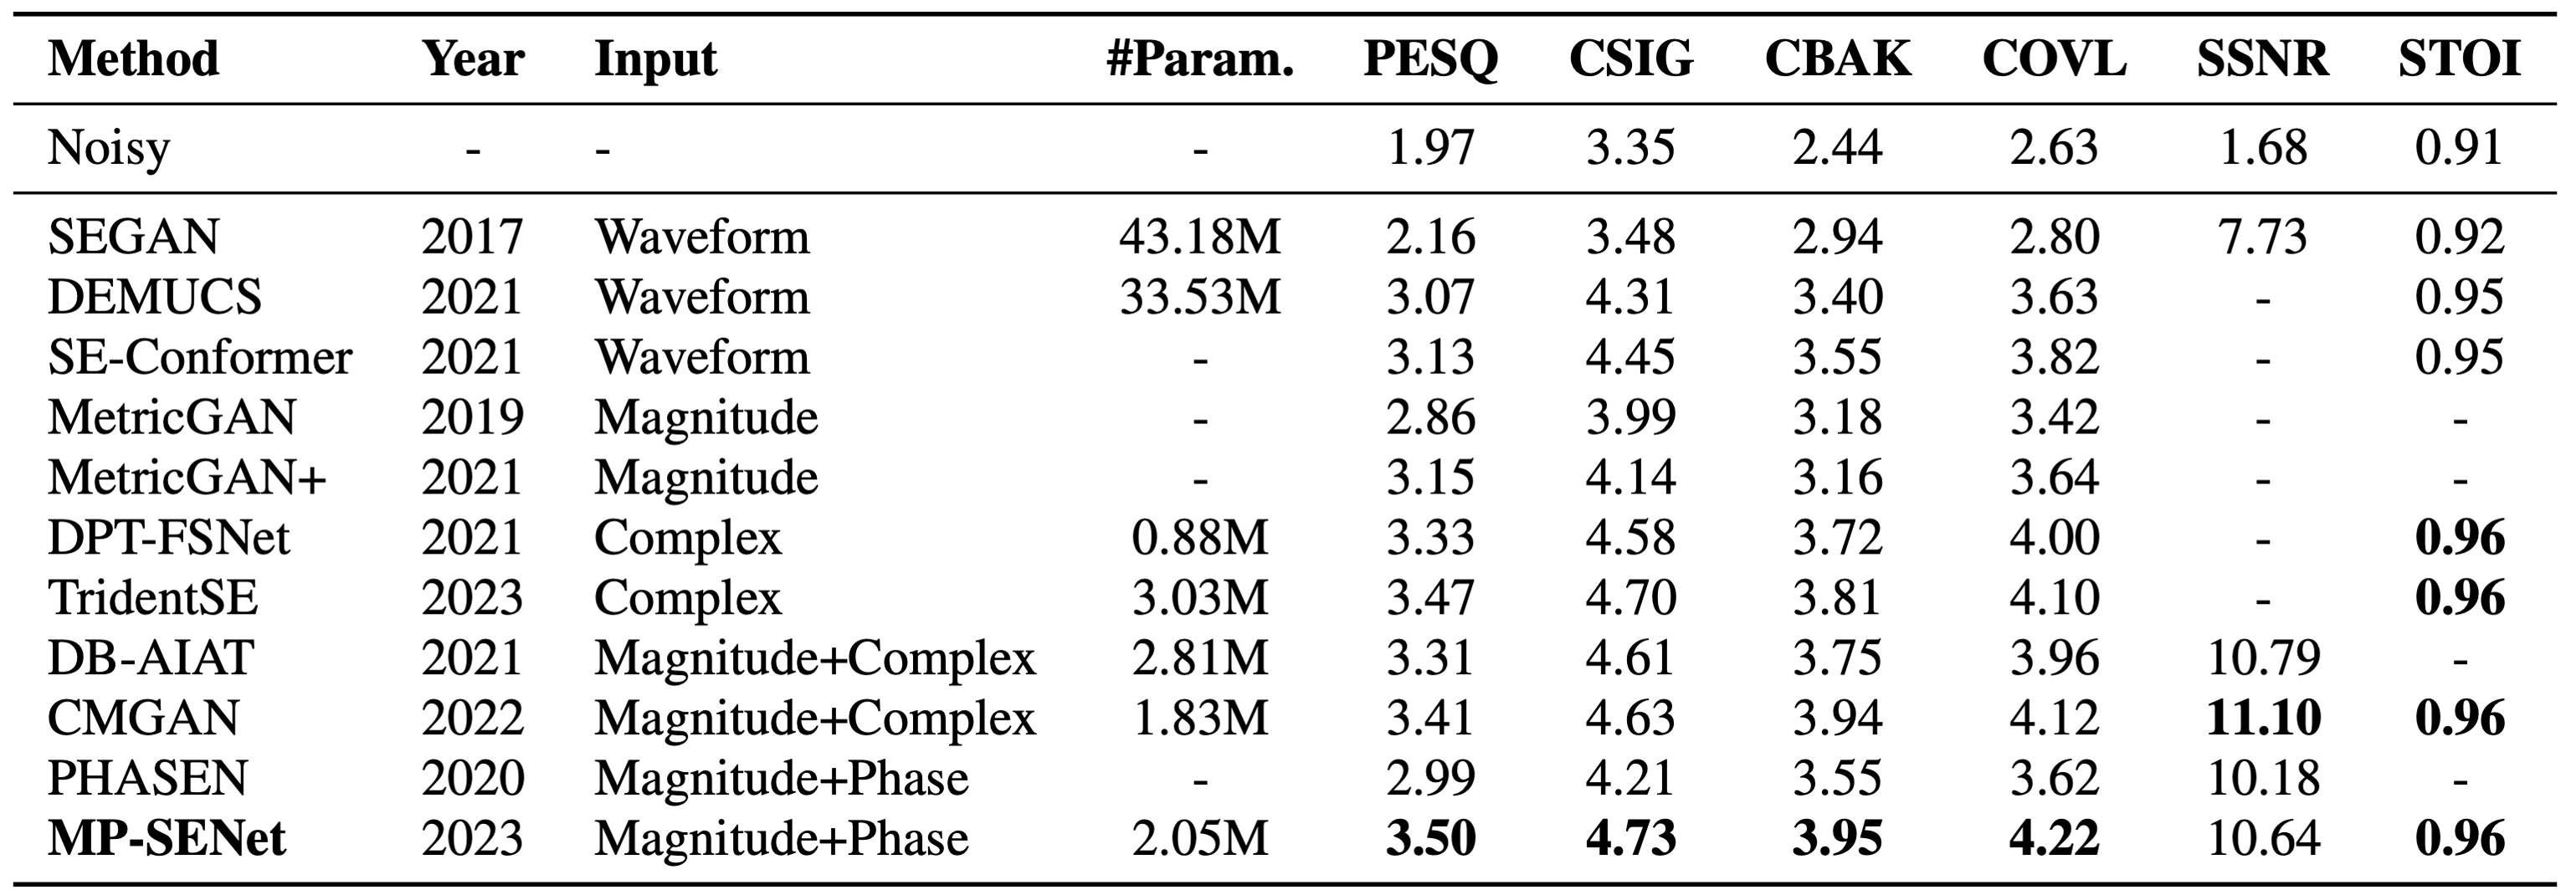 Method Year Input #Param. PESQ CSIG CBAK COVL SSNR STOI
Noisy - - - 1.97 3.35 2.44 2.63 1.68 0.91
SEGAN 2017 Waveform 43.18M 2.16 3.48 2.94 2.80 7.73 0.92
DEMUCS 2021 Waveform 33.53M 3.07 4.31 3.40 3.63 - 0.95
SE-Conformer 2021 Waveform - 3.13 4.45 3.55 3.82 - 0.95
MetricGAN 2019 Magnitude - 2.86 3.99 3.18 3.42 - -
MetricGAN+ 2021 Magnitude - 3.15 4.14 3.16 3.64 - -
DPT-FSNet 2021 Complex 0.88M 3.33 4.58 3.72 4.00 - 0.96
TridentSE 2023 Complex 3.03M 3.47 4.70 3.81 4.10 - 0.96
DB-AIAT 2021 Magnitude+Complex 2.81M 3.31 4.61 3.75 3.96 10.79 -
CMGAN 2022 Magnitude+Complex 1.83M 3.41 4.63 3.94 4.12 11.10 0.96
PHASEN 2020 Magnitude+Phase - 2.99 4.21 3.55 3.62 10.18 -
MP-SENet 2023 Magnitude+Phase 2.05M 3.50 4.73 3.95 4.22 10.64 0.96